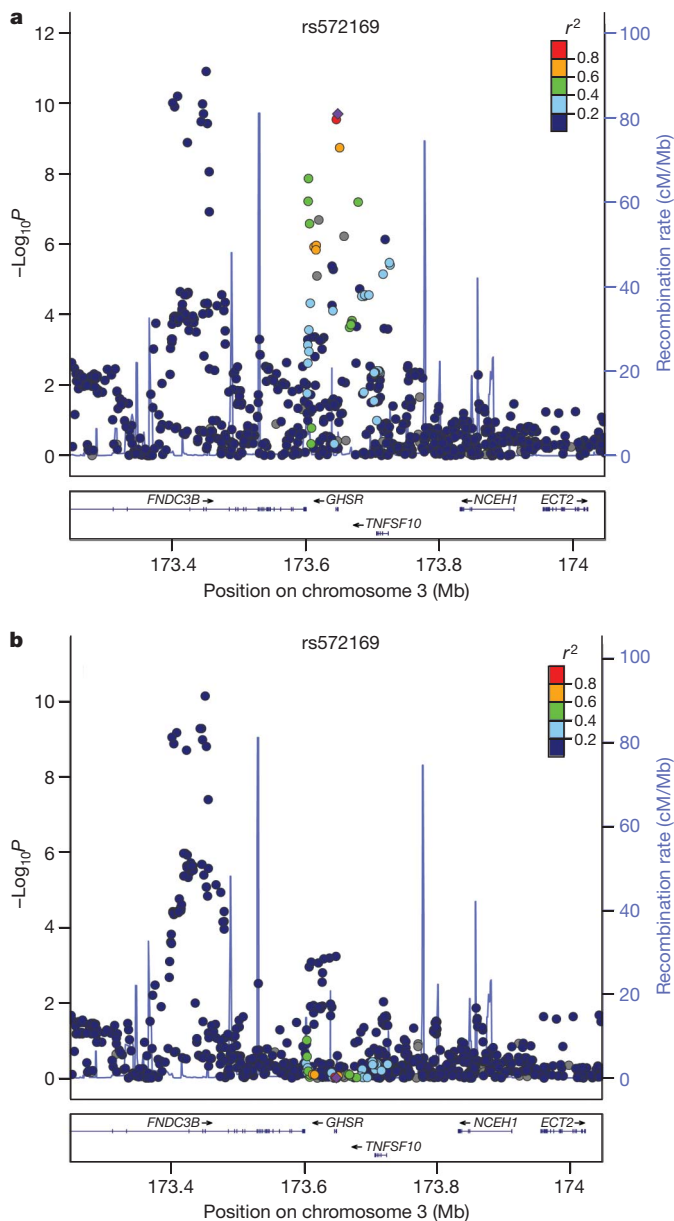 a
rs572169
12
10
8
6
4
2
0
–Log10P
r2
0.8
0.6
0.4
0.2
100
80
60
40
20
0
Recombination rate (cM/Mb)
FNDC3B→
←GHSR
←NCEH1
ECT2→
←TNFSF10
173.4 173.6 173.8 174
Position on chromosome 3 (Mb)
b
rs572169
10
8
6
4
2
0
–Log10P
r2
0.8
0.6
0.4
0.2
100
80
60
40
20
0
Recombination rate (cM/Mb)
FNDC3B→
←GHSR
←NCEH1
ECT2→
←TNFSF10
173.4 173.6 173.8 174
Position on chromosome 3 (Mb)